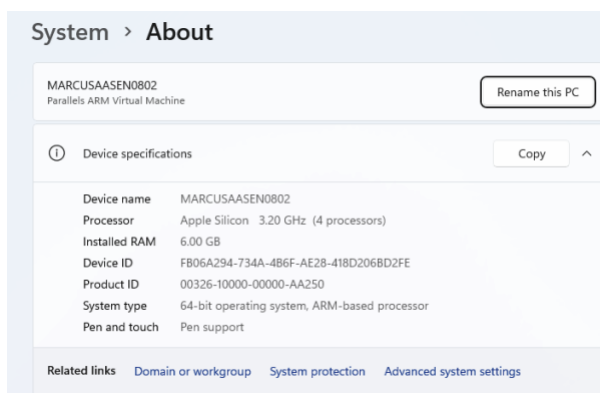 System > About
MARCUSAASEN0802
Parallels ARM Virtual Machine
Rename this PC
Device specifications
Copy
Device name MARCUSAASEN0802
Processor Apple Silicon 3.20 GHz (4 processors)
Installed RAM 6.00 GB
Device ID FB06A294-734A-4B6F-AE28-418D206BD2FE
Product ID 00326-10000-00000-AA250
System type 64-bit operating system, ARM-based processor
Pen and touch Pen support
Related links Domain or workgroup System protection Advanced system settings